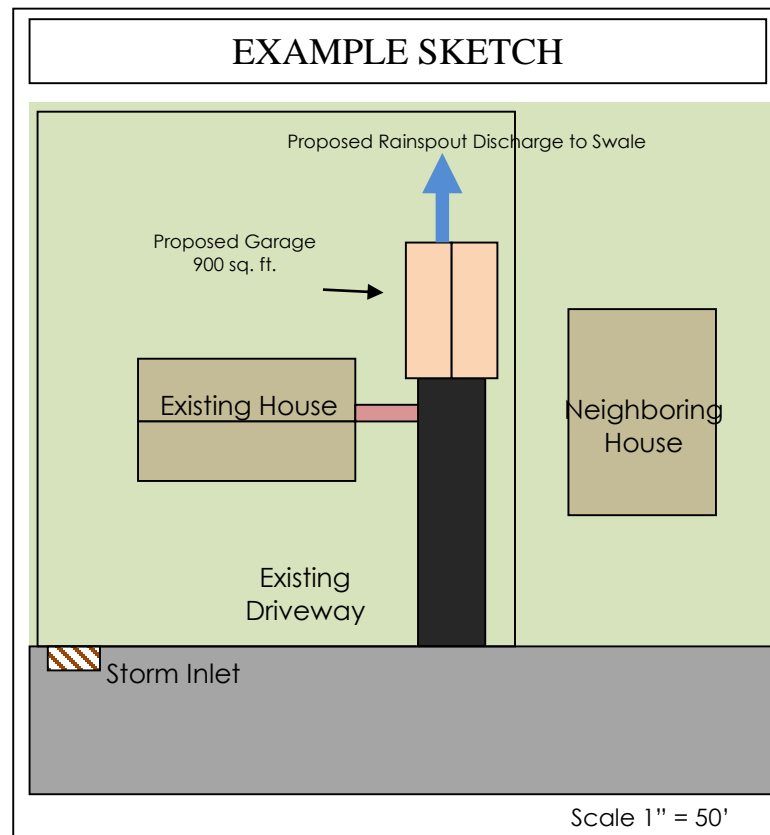 EXAMPLE SKETCH
Proposed Rainspout Discharge to Swale
Proposed Garage
900 sq. ft.
Existing House
Neighboring
House
Existing
Driveway
Storm Inlet
Scale 1” = 50’